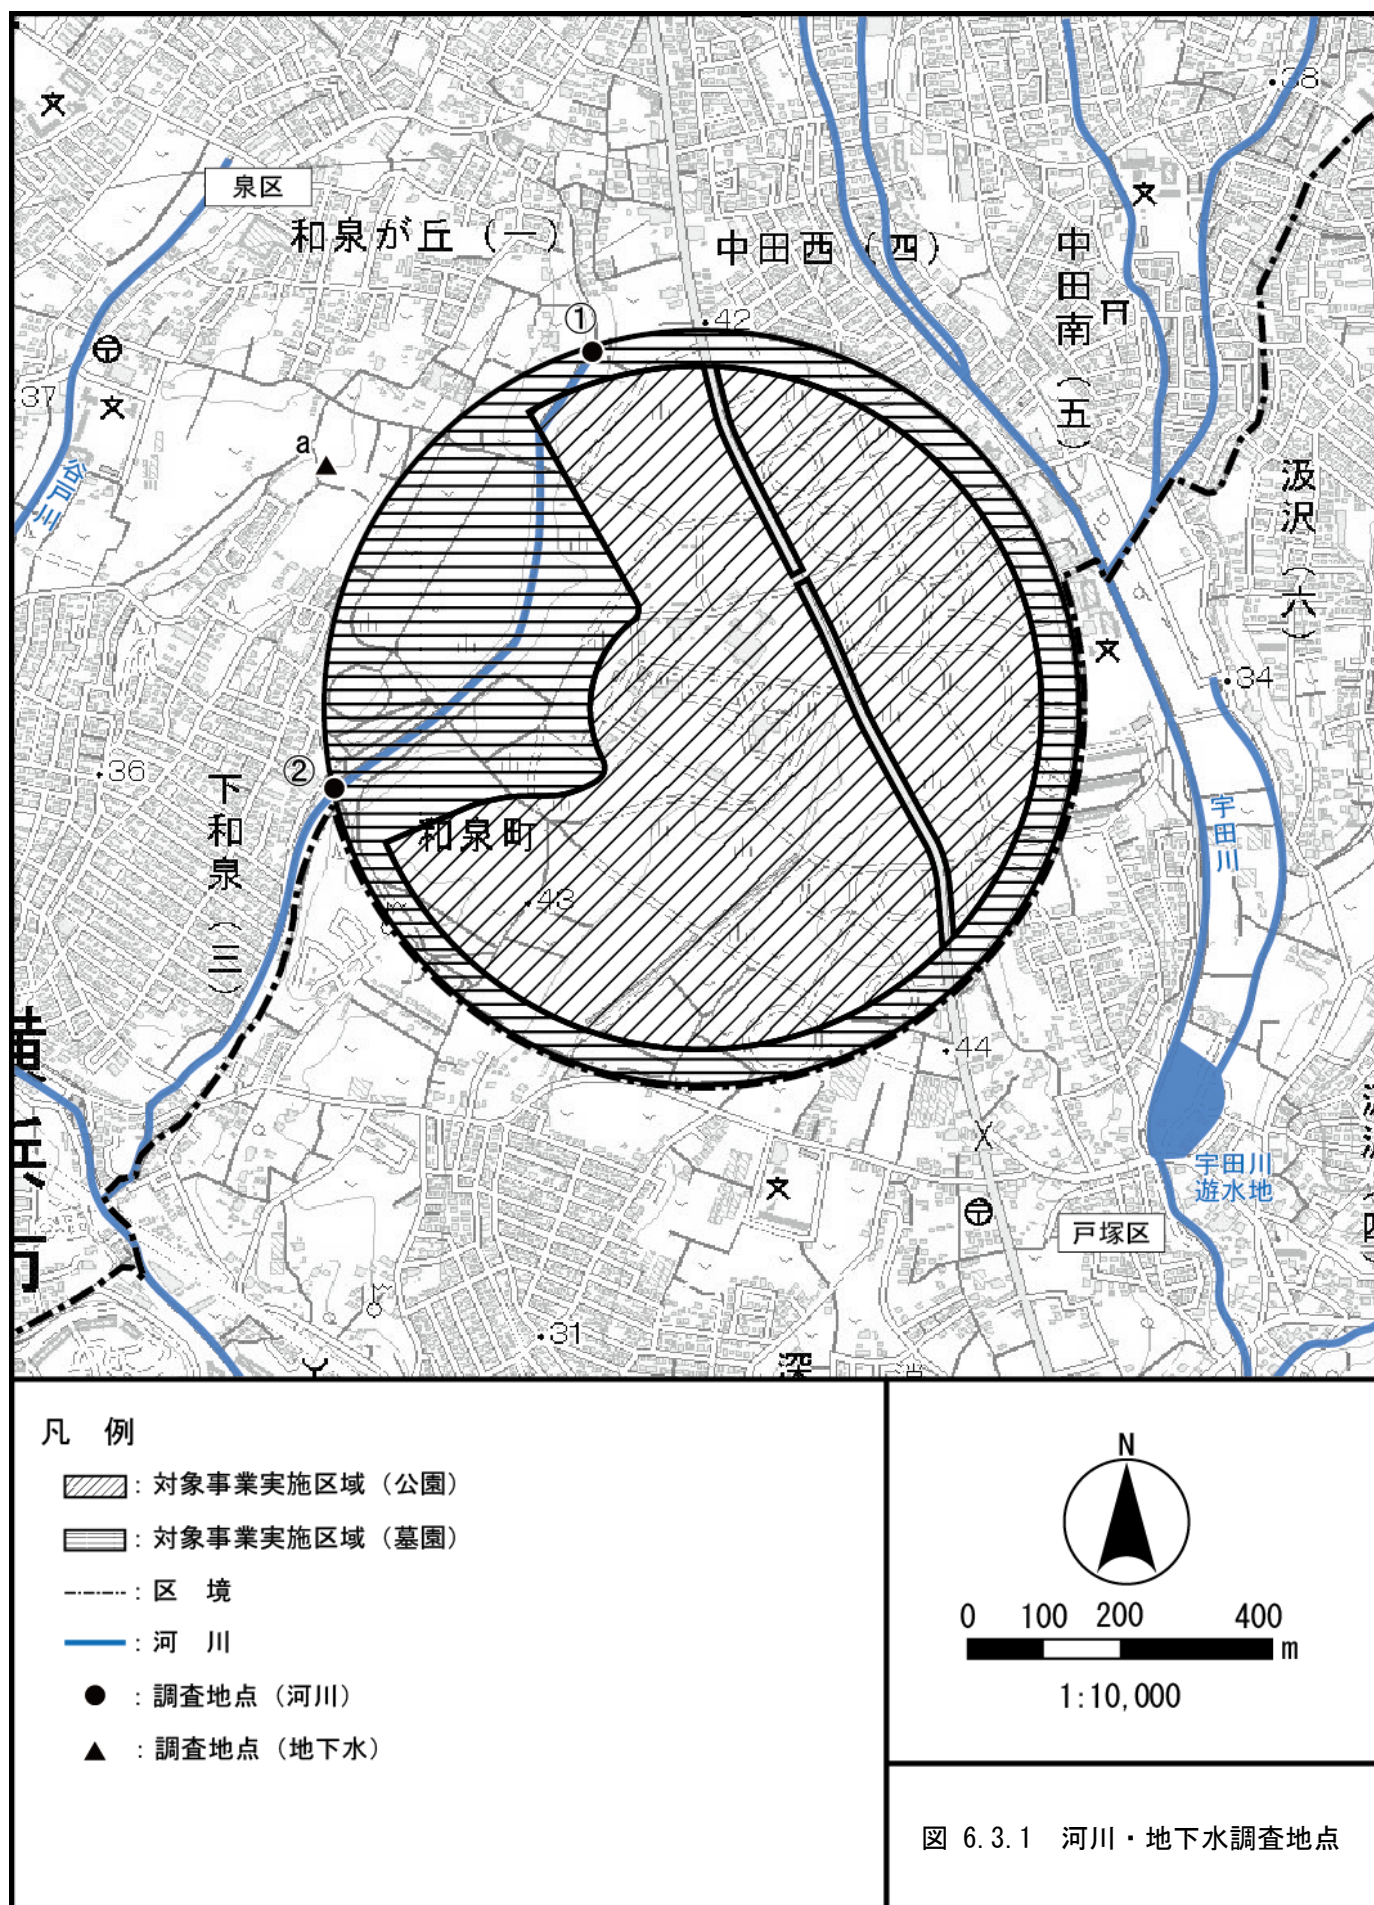 38
泉区
和泉が丘(一)
中田西(四)
中田南(五)
①
42
37
a
谷戸川
汲沢(六)
34
②
36
下和泉(三)
和泉町
43
宇田川
44
宇田川
遊水地
戸塚区
31
深
凡 例
:対象事業実施区域(公園)
:対象事業実施区域(墓園)
:区 境
:河 川
:調査地点(河川)
:調査地点(地下水)
N
0 100 200 400
m
1:10,000
図 6.3.1 河川・地下水調査地点